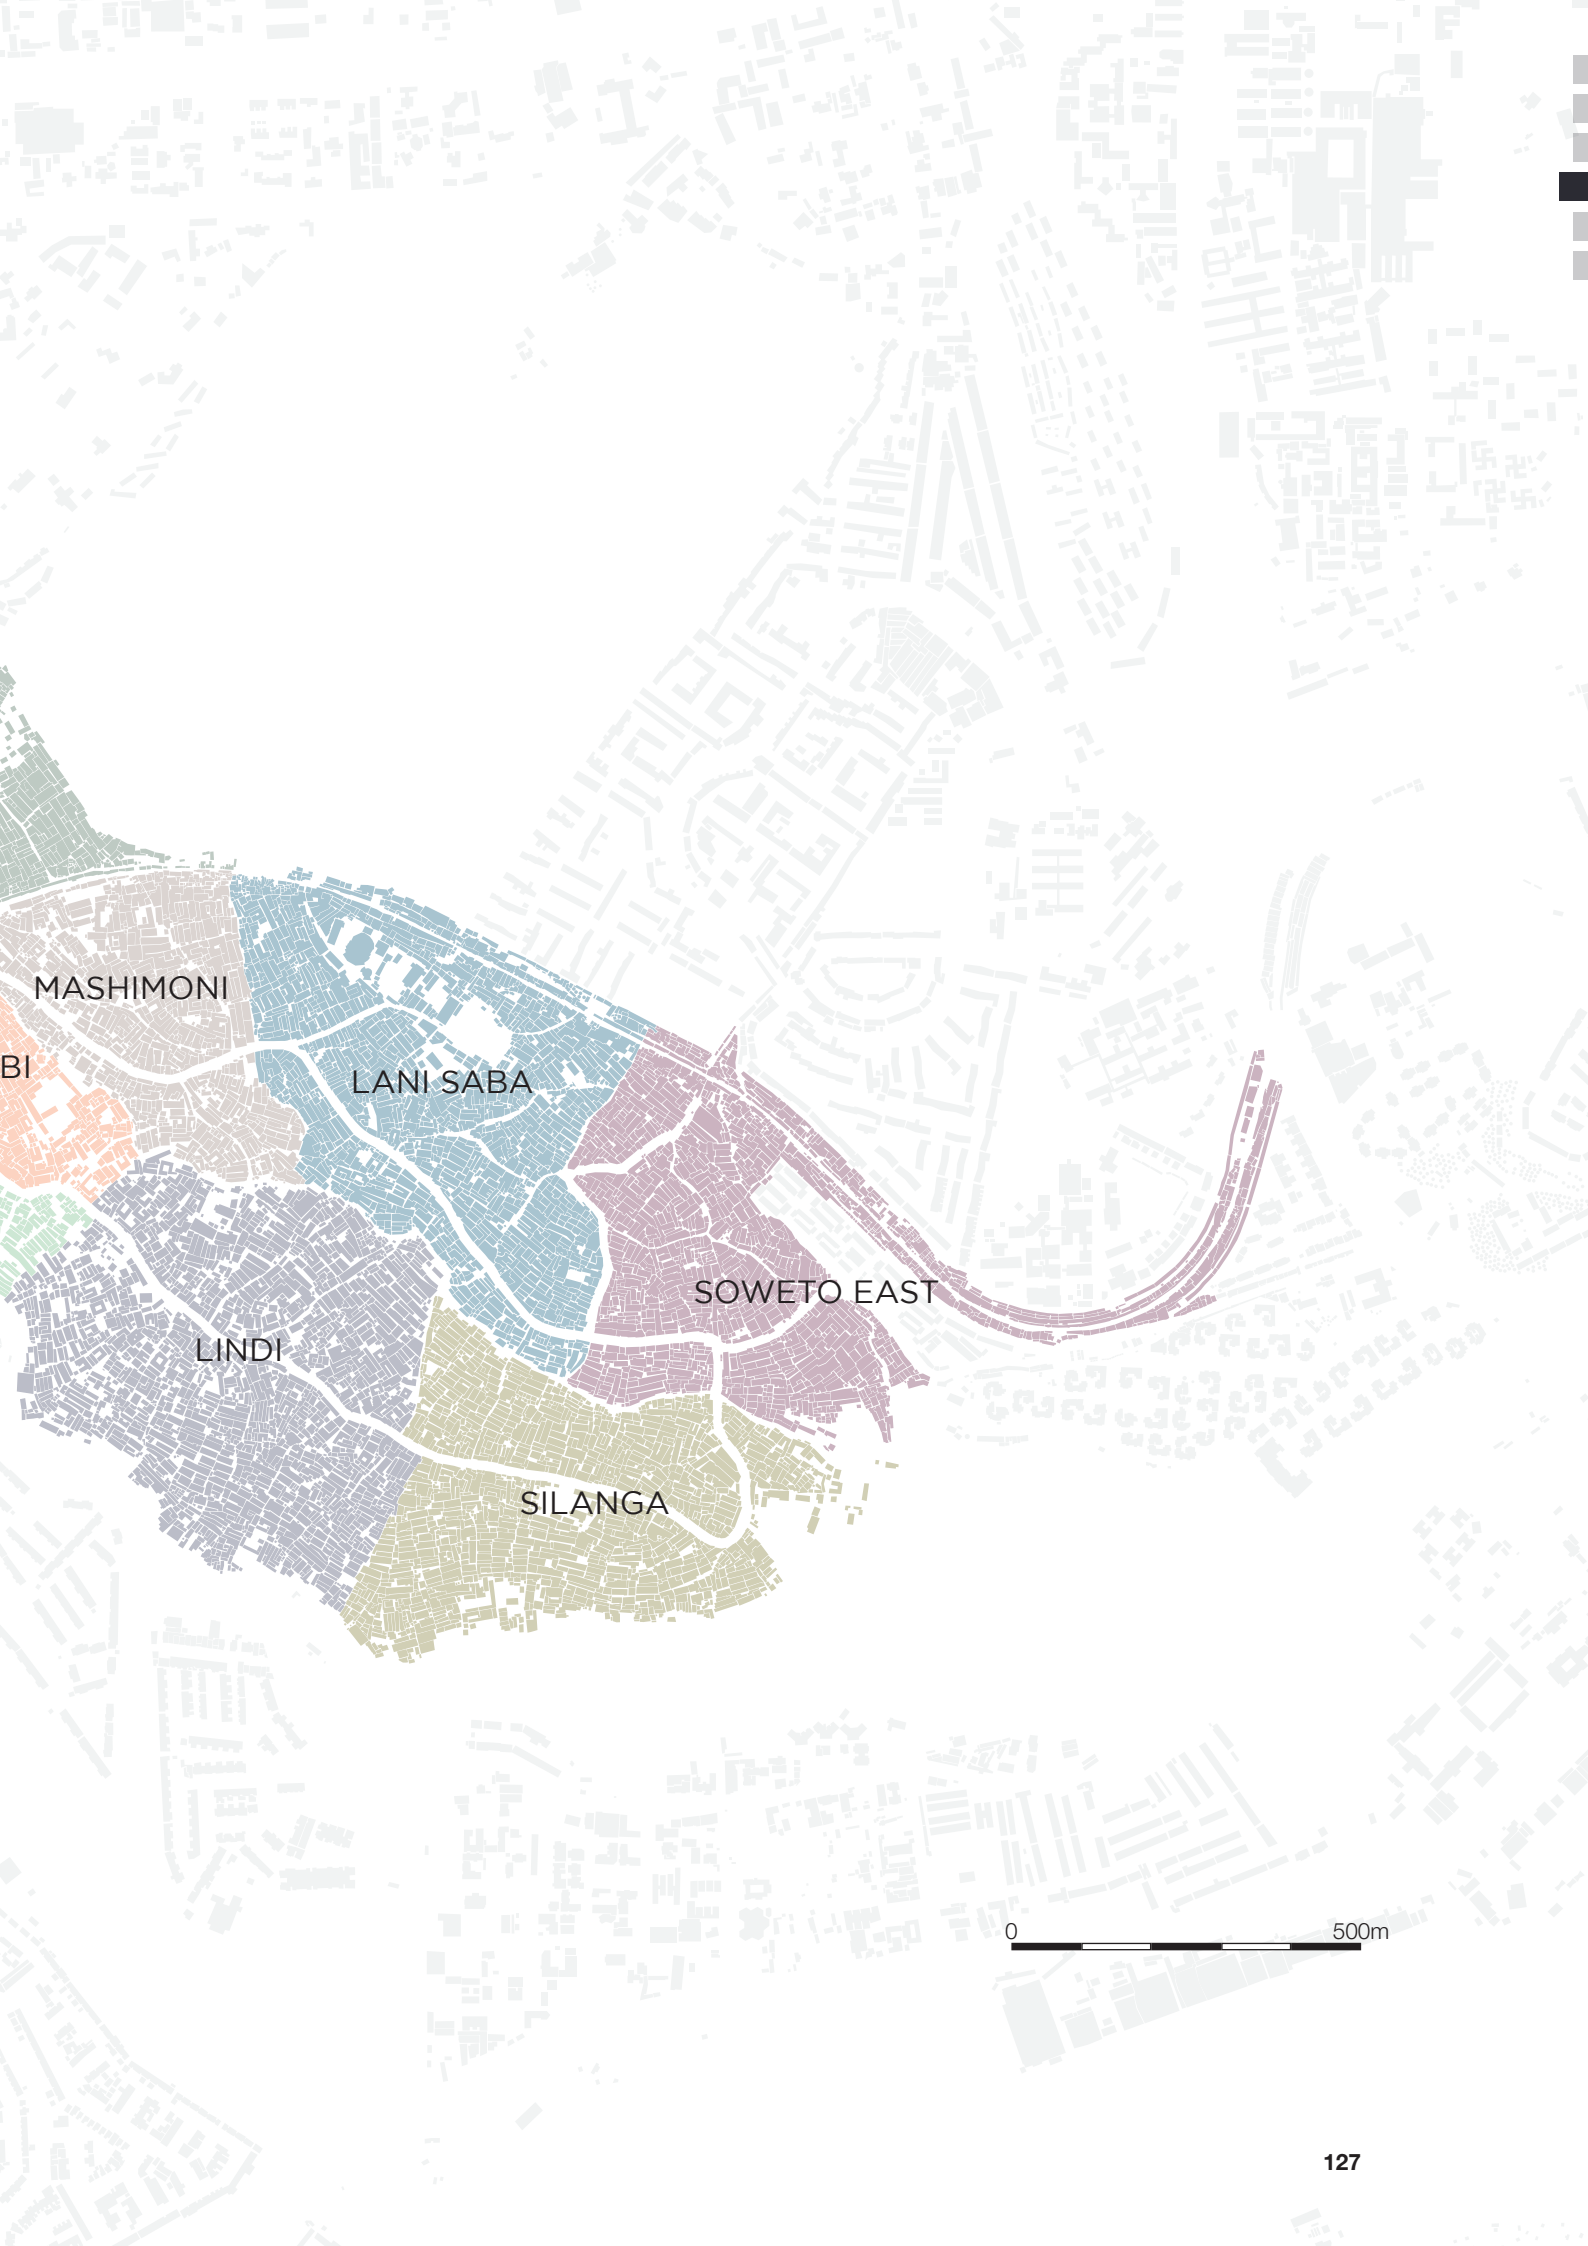 MASHIMONI
BI
LANI SABA
SOWETO EAST
LINDI
SILANGA
0 500m
127